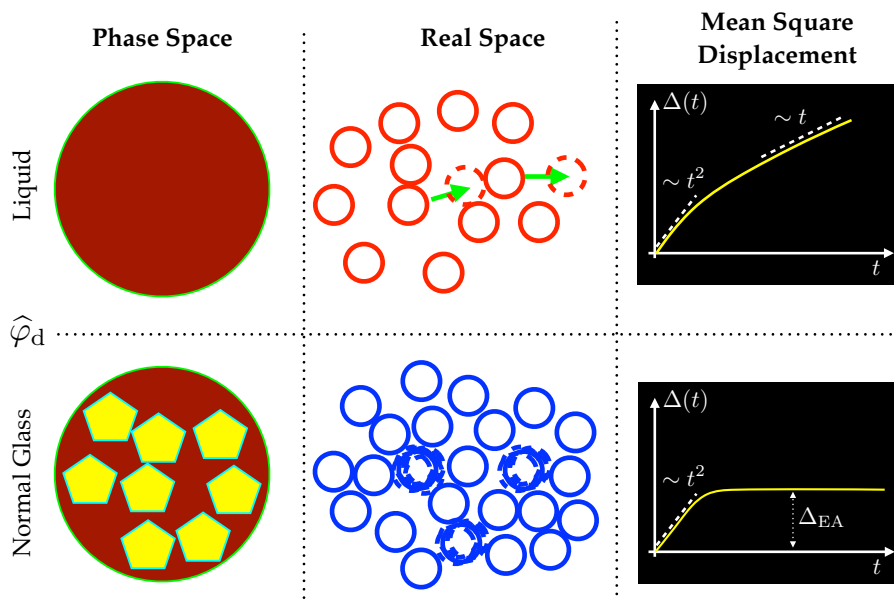 Phase Space
Real Space
Mean Square
Displacement
Liquid
Δ(t)
~ t²
~ t
t
φ̂d
Normal Glass
Δ(t)
~ t²
ΔEA
t